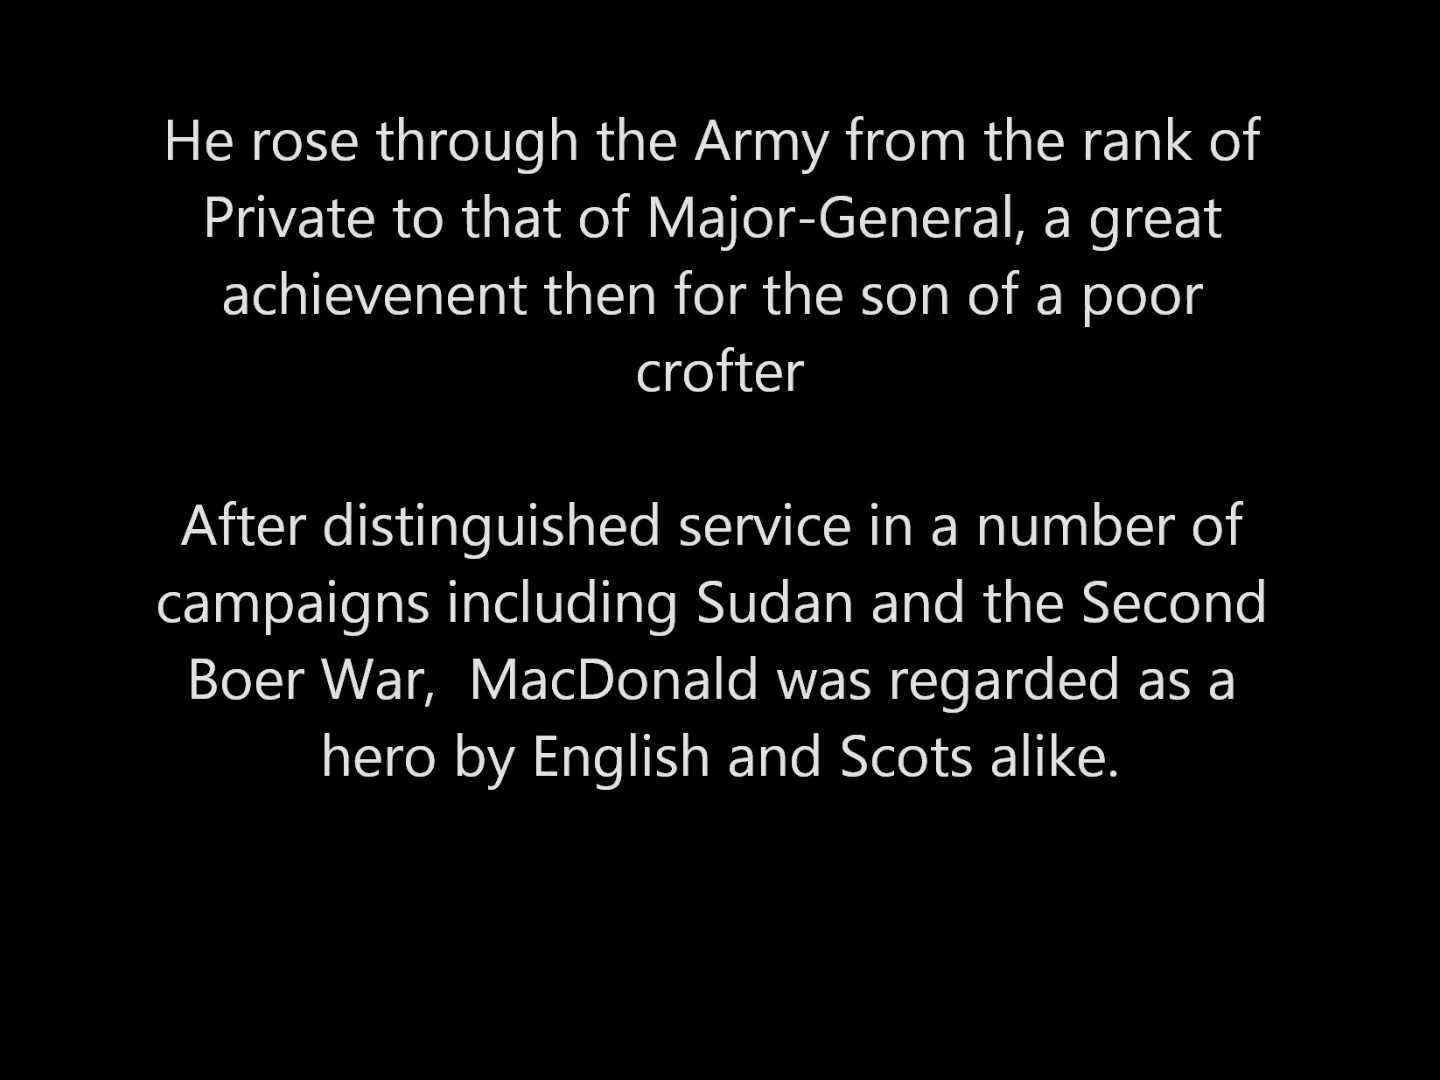 He rose through the Army from the rank of
Private to that of Major-General, a great
achievenent then for the son of a poor
crofter
After distinguished service in a number of
campaigns including Sudan and the Second
Boer War,  MacDonald was regarded as a
hero by English and Scots alike.